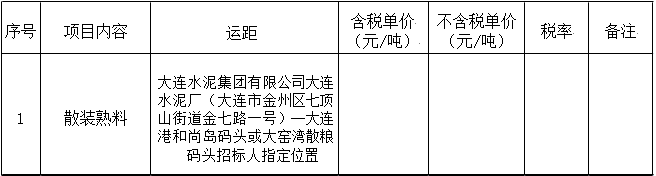 序号 项目内容 运距 含税单价（元/吨） 不含税单价（元/吨） 税率 备注
1 散装熟料
大连水泥集团有限公司大连
水泥厂（大连市金州区七顶
山街道金七路一号）—大连
港和尚岛码头或大窑湾散粮
码头招标人指定位置